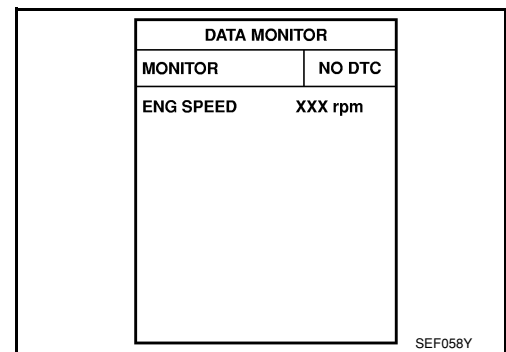 DATA MONITOR
MONITOR NO DTC
ENG SPEED XXX rpm
SEF058Y